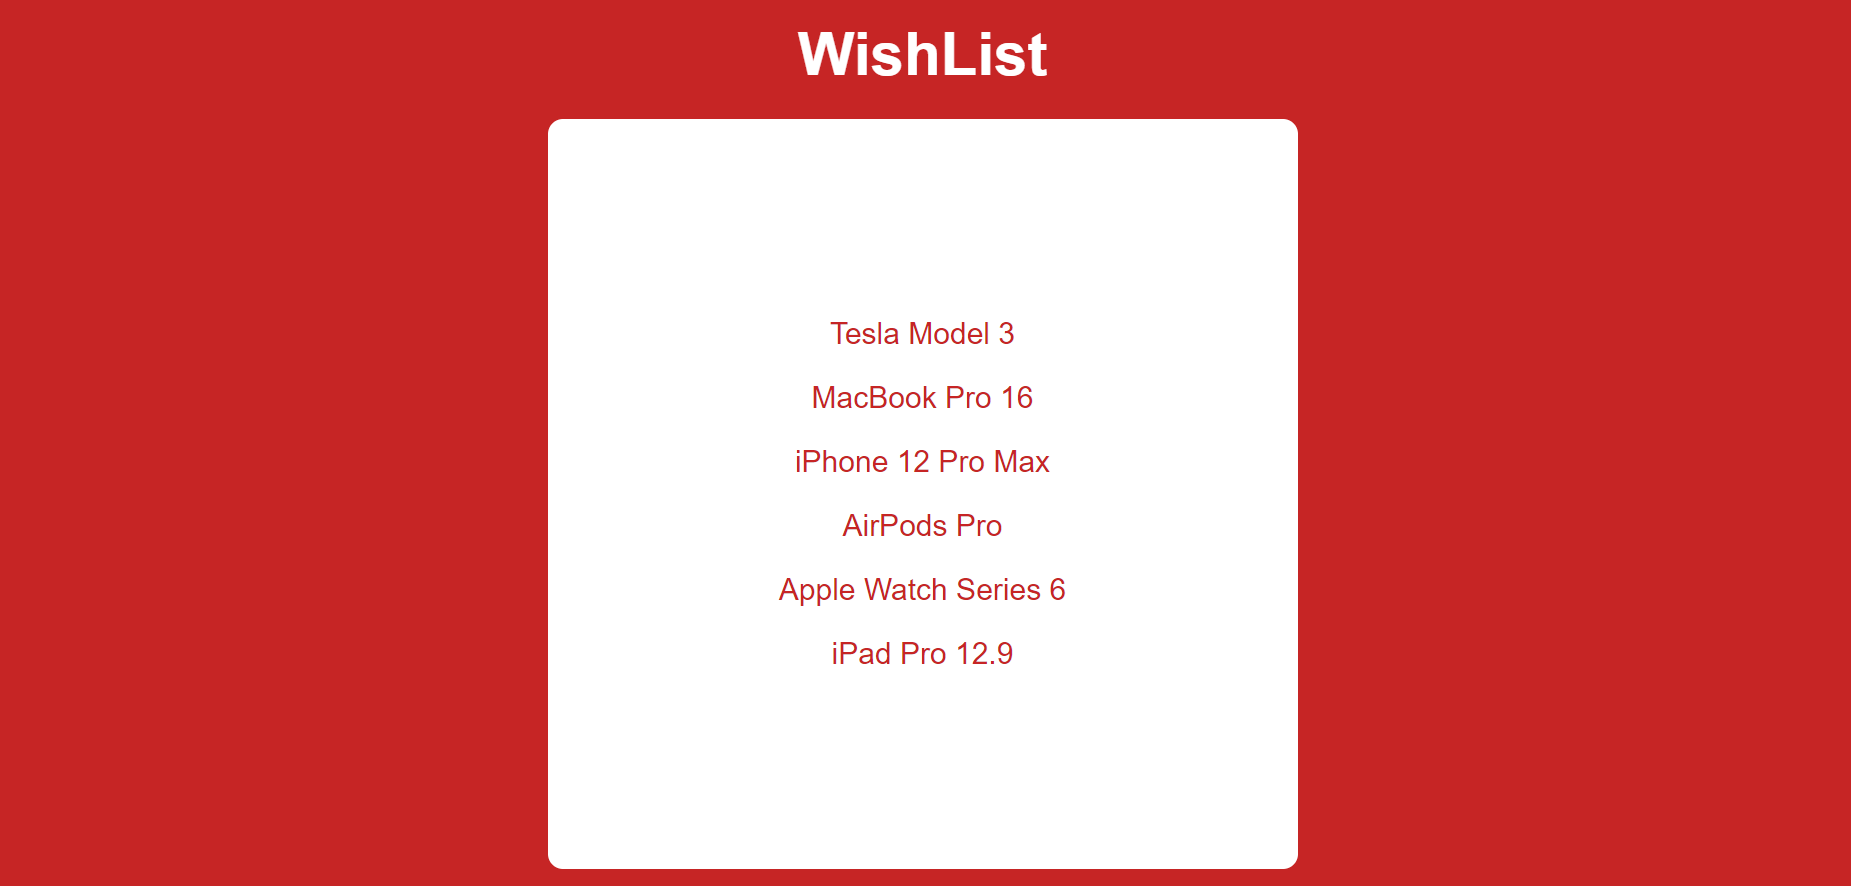 WishList
Tesla Model 3
MacBook Pro 16
iPhone 12 Pro Max
AirPods Pro
Apple Watch Series 6
iPad Pro 12.9